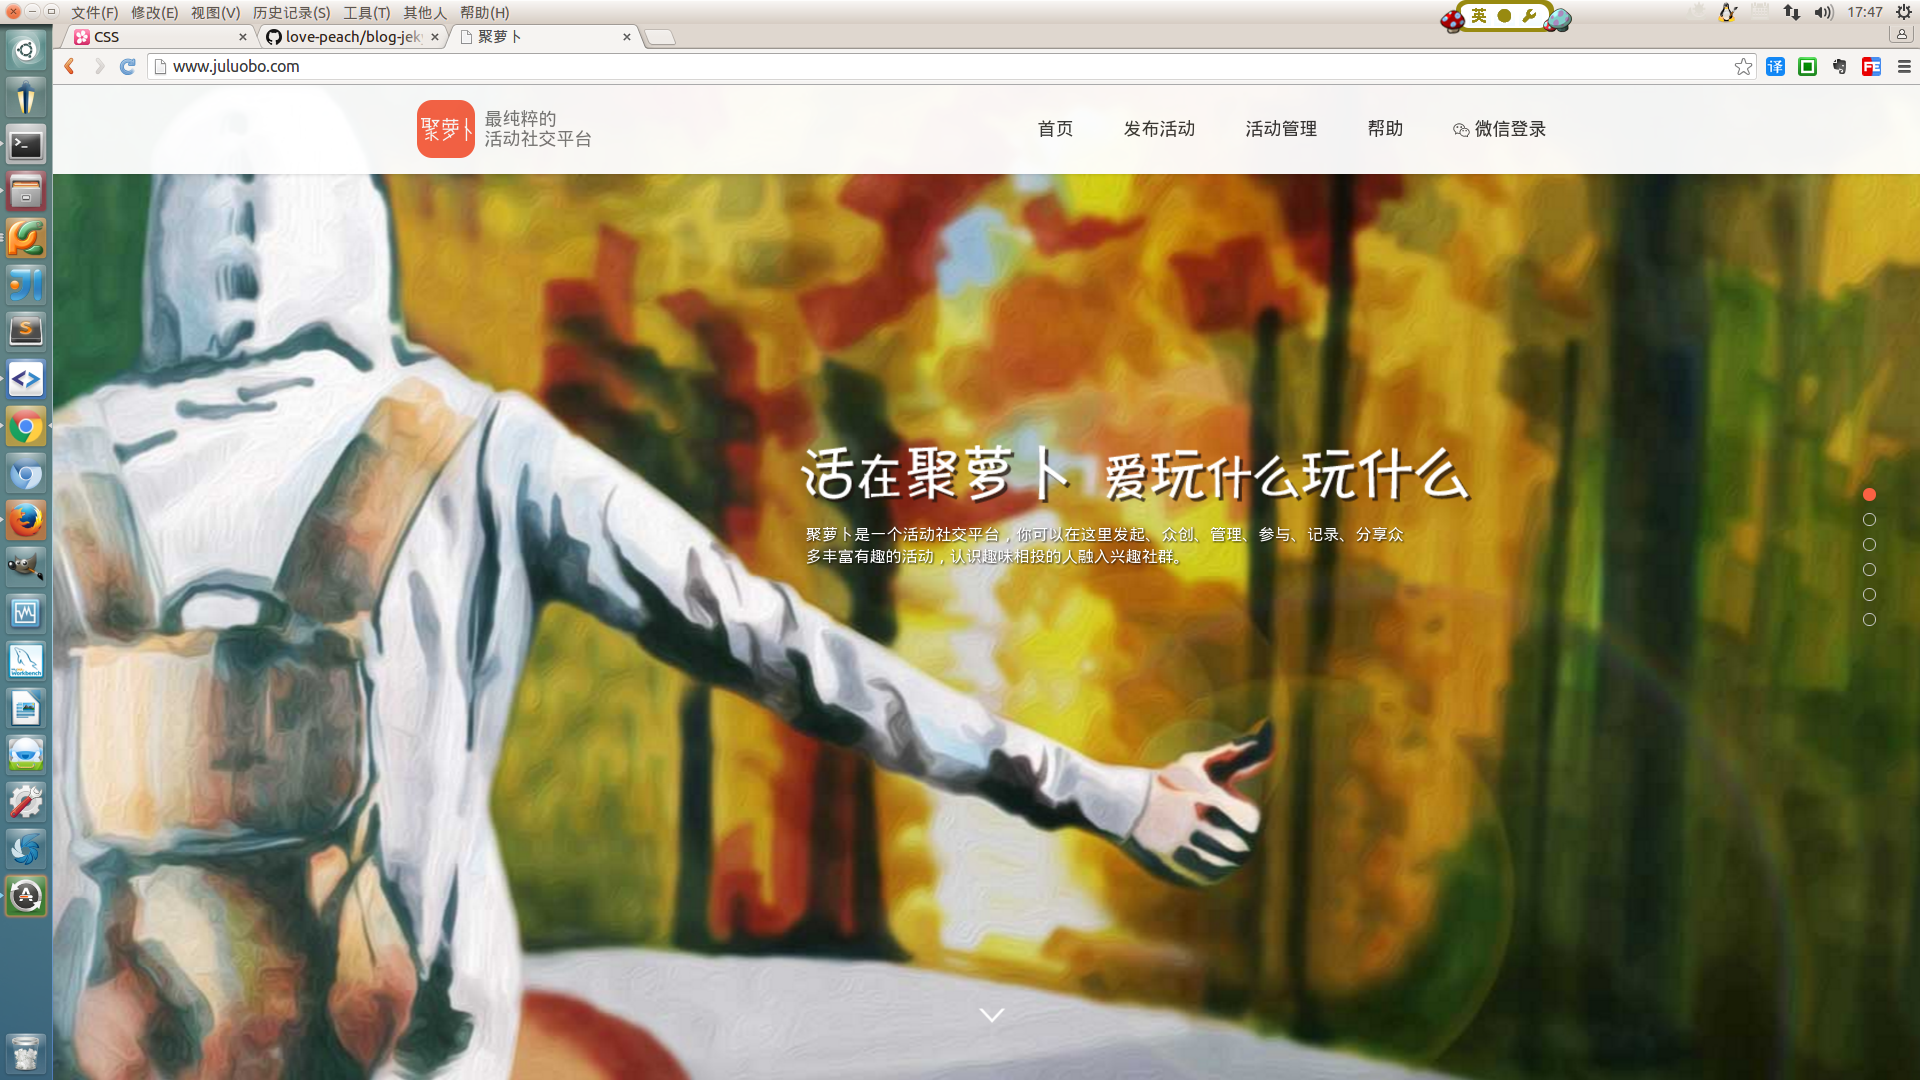 文件(F) 修改(E) 视图(V) 历史记录(S) 工具(T) 其他人 帮助(H)
英
17:47
CSS
love-peach/blog-jek
聚萝卜
www.juluobo.com
译
FE
聚萝卜
最纯粹的
活动社交平台
首页 发布活动 活动管理 帮助 微信登录
活在聚萝卜 爱玩什么玩什么
聚萝卜是一个活动社交平台，你可以在这里发起、众创、管理、参与、记录、分享众
多丰富有趣的活动，认识趣味相投的人融入兴趣社群。